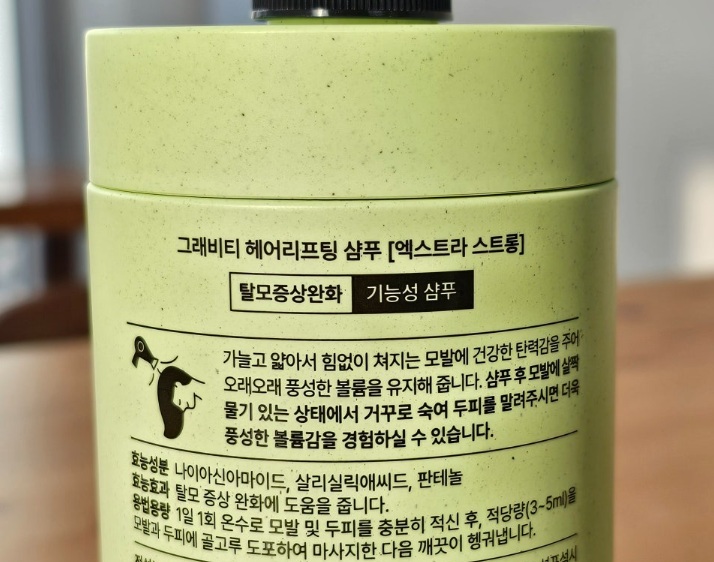 그래비티 헤어리프팅 샴푸 [엑스트라 스트롱]
탈모증상완화 기능성 샴푸
가늘고 얇아서 힘없이 쳐지는 모발에 건강한 탄력감을 주어
오래오래 풍성한 볼륨을 유지해 줍니다. 샴푸 후 모발에 살짝
물기 있는 상태에서 거꾸로 숙여 두피를 말려주시면 더욱
풍성한 볼륨감을 경험하실 수 있습니다.
효능성분 나이아신아마이드, 살리실릭애씨드, 판테놀
효능효과 탈모 증상 완화에 도움을 줍니다.
용법용량 1일 1회 온수로 모발 및 두피를 충분히 적신 후, 적당량(3~5ml)을
모발과 두피에 골고루 도포하여 마사지한 다음 깨끗이 헹궈냅니다.